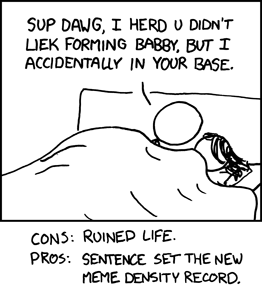 SUP DAWG, I HERD U DIDN'T
LIEK FORMING BABBY, BUT I
ACCIDENTALLY IN YOUR BASE.
CONS: RUINED LIFE.
PROS: SENTENCE SET THE NEW
MEME DENSITY RECORD.